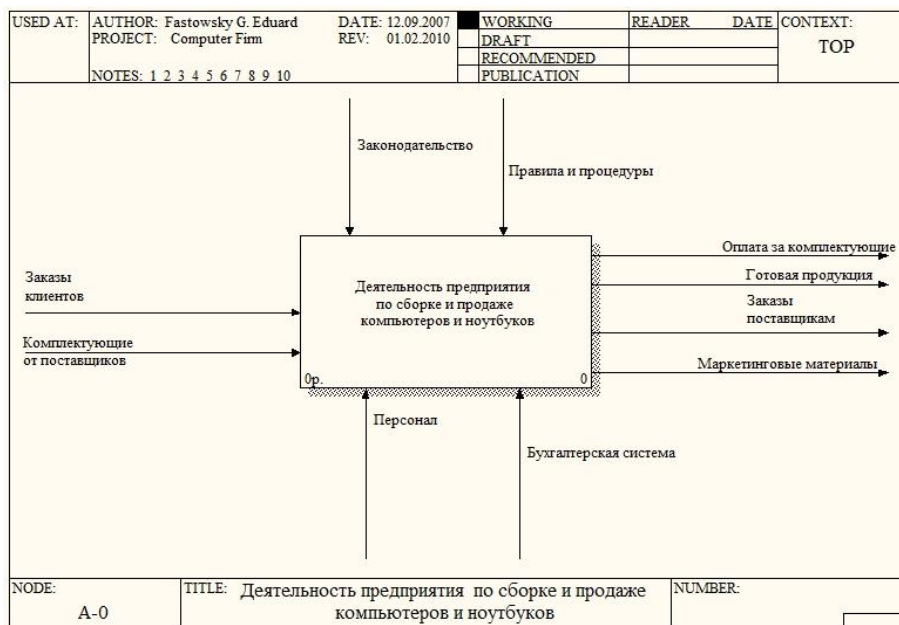 USED AT:
AUTHOR: Fastowsky G. Eduard
DATE: 12.09.2007
PROJECT: Computer Firm
REV: 01.02.2010
NOTES: 1 2 3 4 5 6 7 8 9 10
WORKING
DRAFT
RECOMMENDED
PUBLICATION
READER
DATE
CONTEXT:
TOP
Законодательство
Правила и процедуры
Заказы
клиентов
Комплектующие
от поставщиков
Деятельность предприятия
по сборке и продаже
компьютеров и ноутбуков
0р.
0
Оплата за комплектующие
Готовая продукция
Заказы
поставщикам
Маркетинговые материалы
Персонал
Бухгалтерская система
NODE:
A-0
TITLE: Деятельность предприятия по сборке и продаже
компьютеров и ноутбуков
NUMBER: